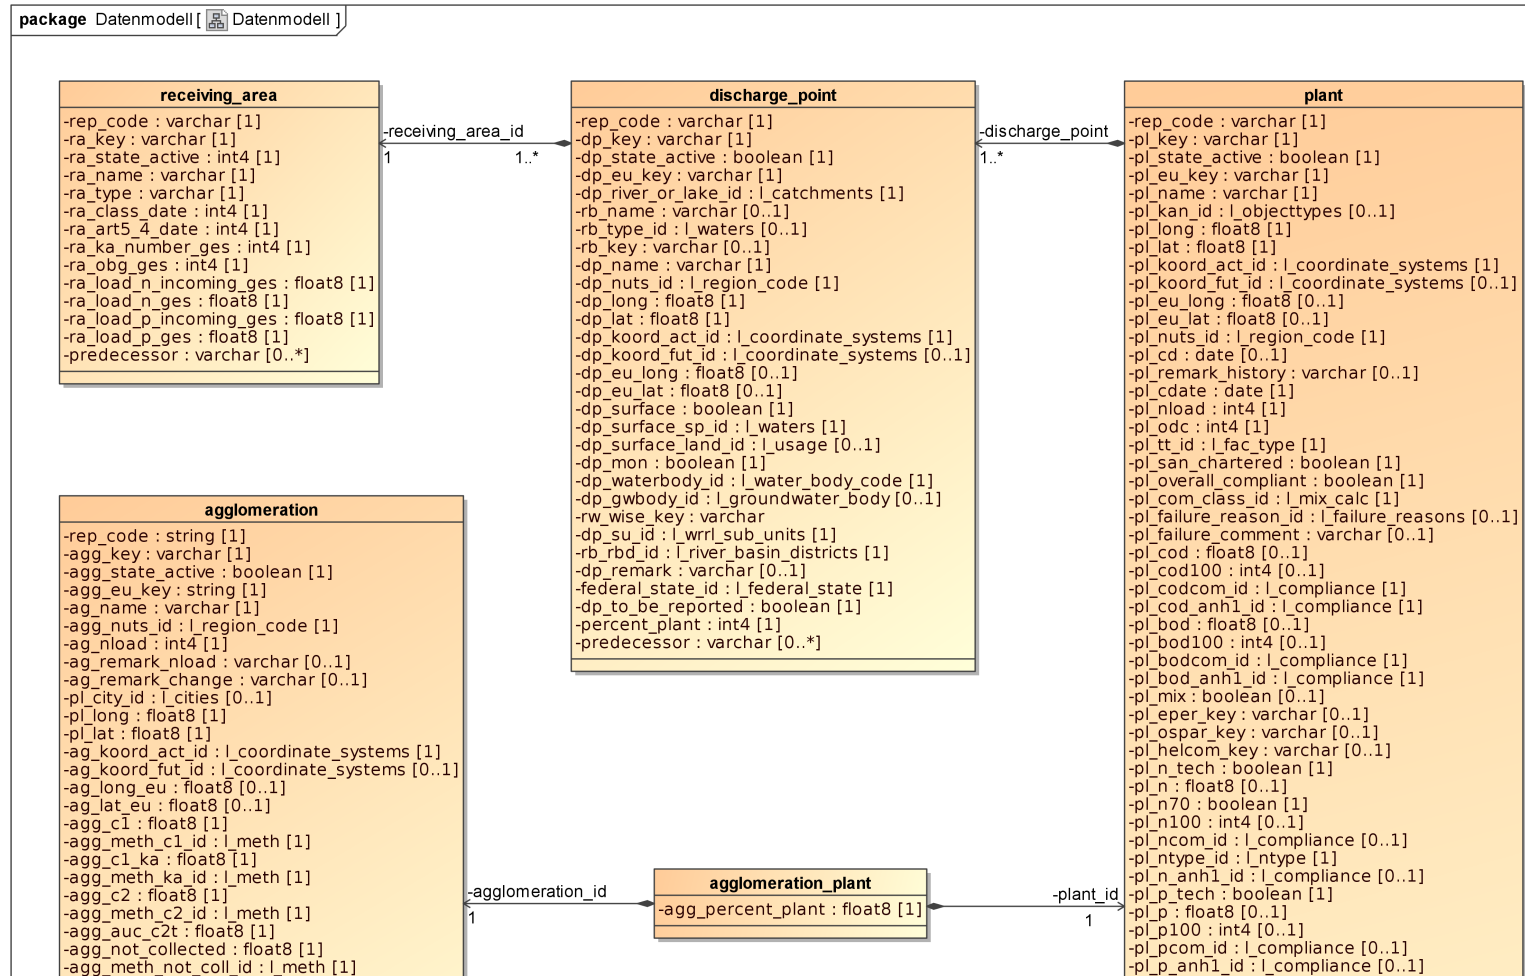 package Datenmodell [ Datenmodell ]
receiving_area
-rep_code : varchar [1]
-ra_key : varchar [1]
-ra_state_active : int4 [1]
-ra_name : varchar [1]
-ra_type : varchar [1]
-ra_class_date : int4 [1]
-ra_art5_4_date : int4 [1]
-ra_ka_number_ges : int4 [1]
-ra_obg_ges : int4 [1]
-ra_load_n_incoming_ges : float8 [1]
-ra_load_n_ges : float8 [1]
-ra_load_p_incoming_ges : float8 [1]
-ra_load_p_ges : float8 [1]
-predecessor : varchar [0..*]
-receiving_area_id
1
1..*
discharge_point
-rep_code : varchar [1]
-dp_key : varchar [1]
-dp_state_active : boolean [1]
-dp_eu_key : varchar [1]
-dp_river_or_lake_id : l_catchments [1]
-rb_name : varchar [0..1]
-rb_type_id : l_waters [0..1]
-rb_key : varchar [0..1]
-dp_name : varchar [1]
-dp_nuts_id : l_region_code [1]
-dp_long : float8 [1]
-dp_lat : float8 [1]
-dp_koord_act_id : l_coordinate_systems [1]
-dp_koord_fut_id : l_coordinate_systems [0..1]
-dp_eu_long : float8 [0..1]
-dp_eu_lat : float8 [0..1]
-dp_surface : boolean [1]
-dp_surface_sp_id : l_waters [1]
-dp_surface_land_id : l_usage [0..1]
-dp_mon : boolean [1]
-dp_waterbody_id : l_water_body_code [1]
-dp_gwbody_id : l_groundwater_body [0..1]
-rw_wise_key : varchar
-dp_su_id : l_wrrl_sub_units [1]
-rb_rbd_id : l_river_basin_districts [1]
-dp_remark : varchar [0..1]
-federal_state_id : l_federal_state [1]
-dp_to_be_reported : boolean [1]
-percent_plant : int4 [1]
-predecessor : varchar [0..*]
-discharge_point
1..*
plant
-rep_code : varchar [1]
-pl_key : varchar [1]
-pl_state_active : boolean [1]
-pl_eu_key : varchar [1]
-pl_name : varchar [1]
-pl_kan_id : l_objecttypes [0..1]
-pl_long : float8 [1]
-pl_lat : float8 [1]
-pl_koord_act_id : l_coordinate_systems [1]
-pl_koord_fut_id : l_coordinate_systems [0..1]
-pl_eu_long : float8 [0..1]
-pl_eu_lat : float8 [0..1]
-pl_nuts_id : l_region_code [1]
-pl_cd : date [0..1]
-pl_remark_history : varchar [0..1]
-pl_cdate : date [1]
-pl_nload : int4 [1]
-pl_odc : int4 [1]
-pl_tt_id : l_fac_type [1]
-pl_san_chartered : boolean [1]
-pl_overall_compliant : boolean [1]
-pl_com_class_id : l_mix_calc [1]
-pl_failure_reason_id : l_failure_reasons [0..1]
-pl_failure_comment : varchar [0..1]
-pl_cod : float8 [0..1]
-pl_cod100 : int4 [0..1]
-pl_codcom_id : l_compliance [1]
-pl_cod_anh1_id : l_compliance [1]
-pl_bod : float8 [0..1]
-pl_bod100 : int4 [0..1]
-pl_bodcom_id : l_compliance [1]
-pl_bod_anh1_id : l_compliance [1]
-pl_mix : boolean [0..1]
-pl_eper_key : varchar [0..1]
-pl_ospar_key : varchar [0..1]
-pl_helcom_key : varchar [0..1]
-pl_n_tech : boolean [1]
-pl_n : float8 [0..1]
-pl_n70 : boolean [1]
-pl_n100 : int4 [0..1]
-pl_ncom_id : l_compliance [0..1]
-pl_ntype_id : l_ntype [1]
-pl_n_anh1_id : l_compliance [0..1]
-pl_p_tech : boolean [1]
-pl_p : float8 [0..1]
-pl_p100 : int4 [0..1]
-pl_pcom_id : l_compliance [0..1]
-pl_p_anh1_id : l_compliance [0..1]
agglomeration
-rep_code : string [1]
-agg_key : varchar [1]
-agg_state_active : boolean [1]
-agg_eu_key : string [1]
-ag_name : varchar [1]
-agg_nuts_id : l_region_code [1]
-ag_nload : int4 [1]
-ag_remark_nload : varchar [0..1]
-ag_remark_change : varchar [0..1]
-pl_city_id : l_cities [0..1]
-pl_long : float8 [1]
-pl_lat : float8 [1]
-ag_koord_act_id : l_coordinate_systems [1]
-ag_koord_fut_id : l_coordinate_systems [0..1]
-ag_long_eu : float8 [0..1]
-ag_lat_eu : float8 [0..1]
-agg_c1 : float8 [1]
-agg_meth_c1_id : l_meth [1]
-agg_c1_ka : float8 [1]
-agg_meth_ka_id : l_meth [1]
-agg_c2 : float8 [1]
-agg_meth_c2_id : l_meth [1]
-agg_auc_c2t : float8 [1]
-agg_not_collected : float8 [1]
-agg_meth_not_coll_id : l_meth [1]
-agglomeration_id
1
agglomeration_plant
-agg_percent_plant : float8 [1]
-plant_id
1